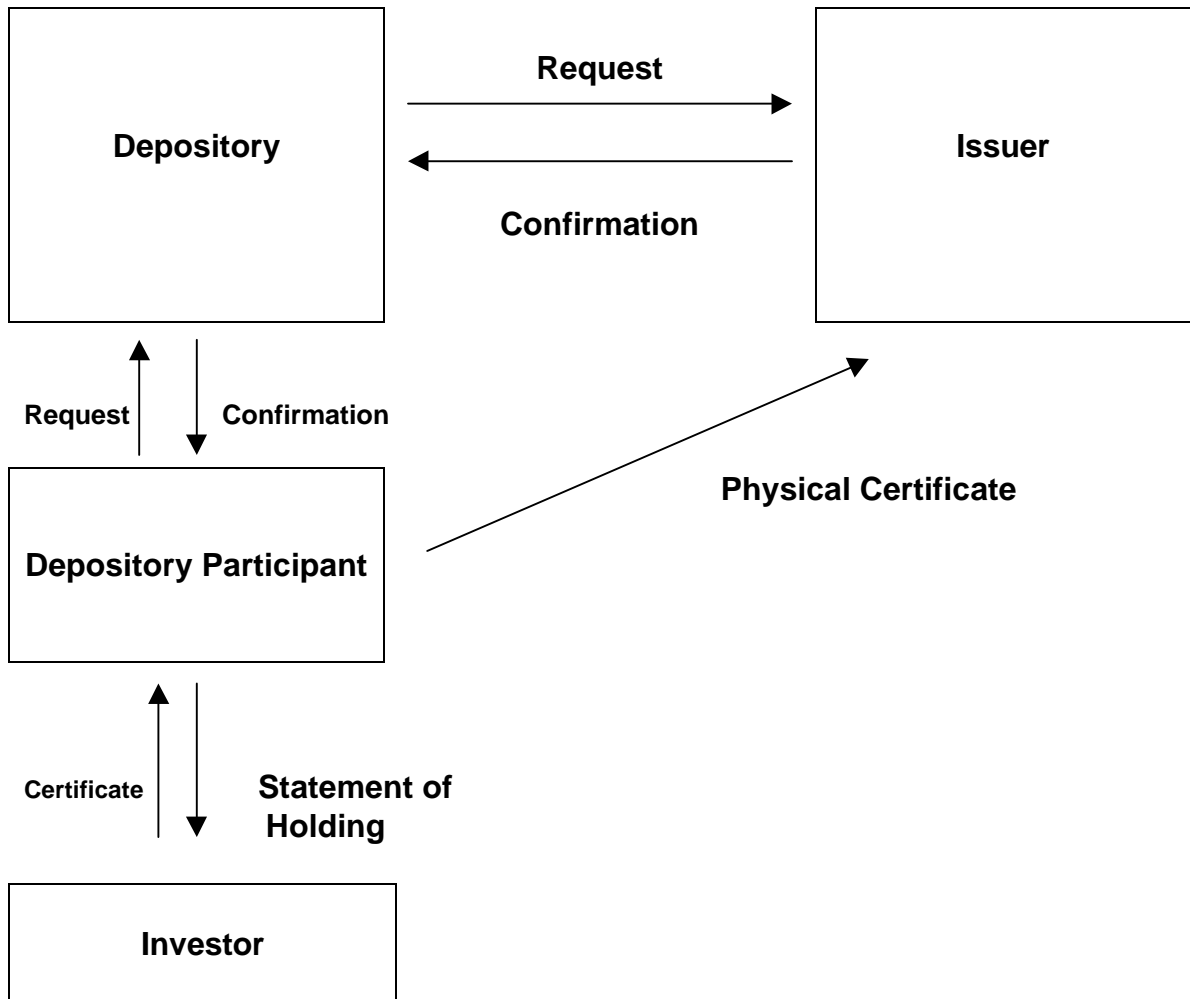 Request
Depository
Issuer
Confirmation
Request
Confirmation
Physical Certificate
Depository Participant
Certificate
Statement of
Holding
Investor